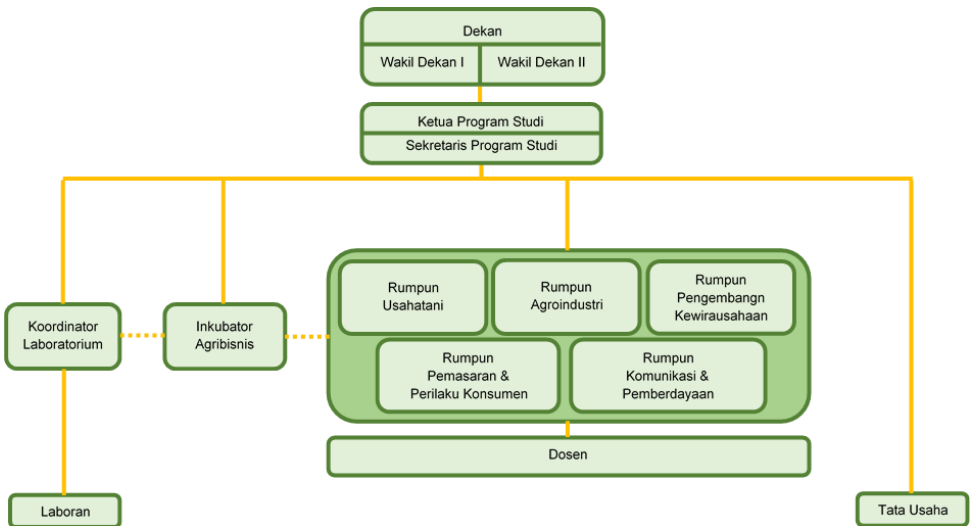 Dekan
Wakil Dekan I
Wakil Dekan II
Ketua Program Studi
Sekretaris Program Studi
Koordinator
Laboratorium
Inkubator
Agribisnis
Rumpun
Usahatani
Rumpun
Agroindustri
Rumpun
Pengembangn
Kewirausahaan
Rumpun
Pemasaran &
Perilaku Konsumen
Rumpun
Komunikasi &
Pemberdayaan
Dosen
Laboran
Tata Usaha